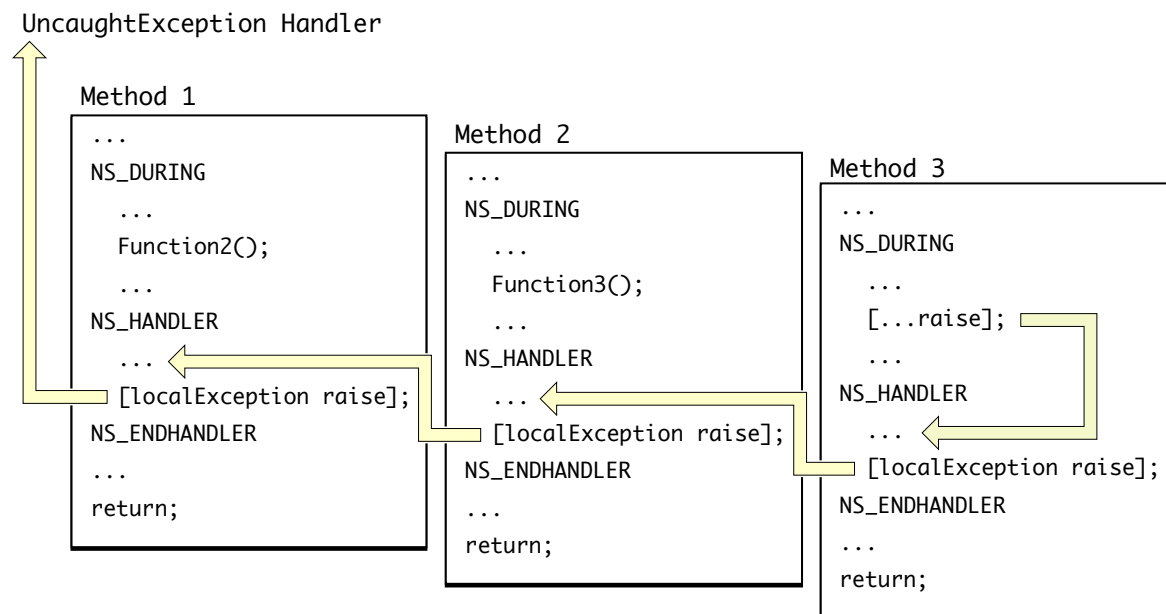 UncaughtException Handler
Method 1
...
NS_DURING
...
Function2();
...
NS_HANDLER
...
[localException raise];
NS_ENDHANDLER
...
return;
Method 2
...
NS_DURING
...
Function3();
...
NS_HANDLER
...
[localException raise];
NS_ENDHANDLER
...
return;
Method 3
...
NS_DURING
...
[...raise];
...
NS_HANDLER
...
[localException raise];
NS_ENDHANDLER
...
return;